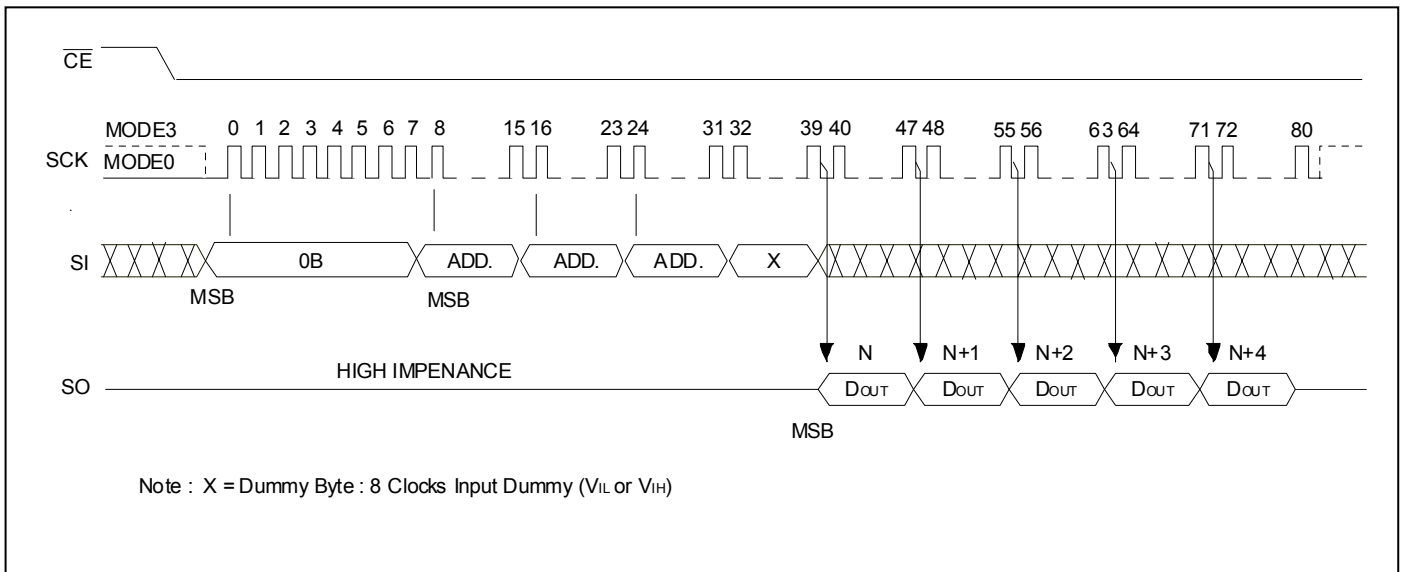 CE
MODE3 0 1 2 3 4 5 6 7 8 15 16 23 24 31 32 39 40 47 48 55 56 63 64 71 72 80
SCK MODE0
SI 0B ADD. ADD. ADD. X
MSB MSB
N N+1 N+2 N+3 N+4
HIGH IMPENANCE
SO DOUT DOUT DOUT DOUT DOUT
MSB
Note : X = Dummy Byte : 8 Clocks Input Dummy (VIL or VIH)